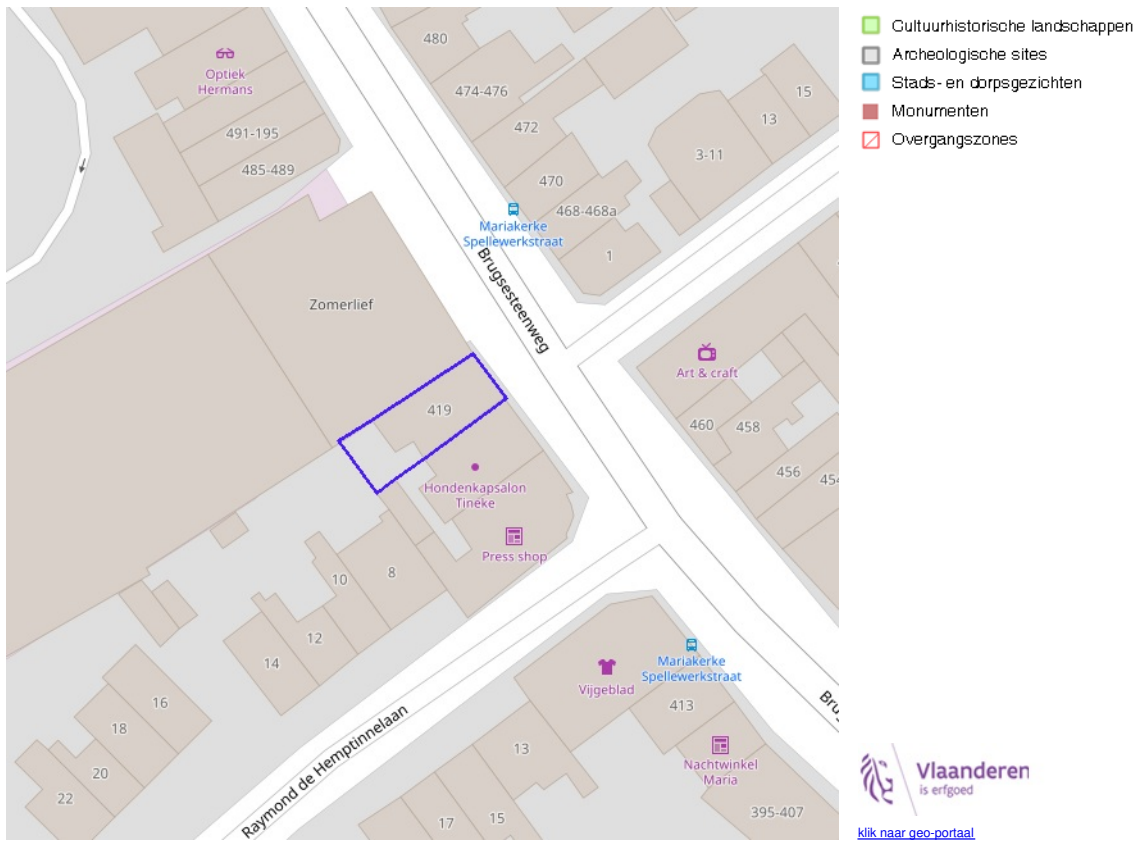 480
Optiek
Hermans
474-476
15
13
491-195
472
3-11
485-489
470
468-468a
Mariakerke
Spellewerkstraat
1
Brugsesteenweg
Zomerlief
Art & craft
419
460
458
456
454
Hondenkapsalon
Tineke
Press shop
10
8
12
14
Mariakerke
Spellewerkstraat
Vijgeblad
16
413
18
Raymond de Hemptinnelaan
Brug
13
20
Nachtwinkel
Maria
22
17
15
395-407
Cultuurhistorische landschappen
Archeologische sites
Stads- en dorpsgezichten
Monumenten
Overgangszones
Vlaanderen
is erfgoed
klik naar geo-portaal